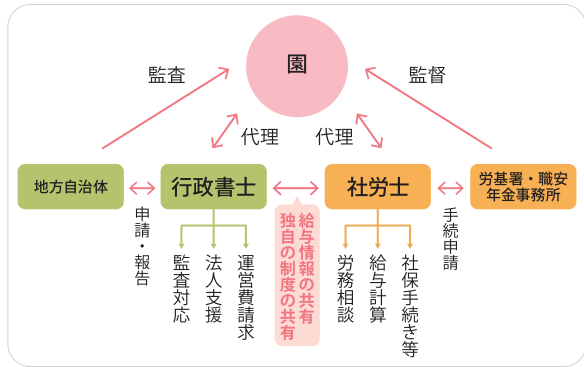 園
監査
監督
代理
代理
地方自治体
行政書士
社労士
労基署・職安
年金事務所
申請・報告
手続申請
給与情報の共有
独自の制度の共有
監査対応
法人支援
運営費請求
労務相談
給与計算
社保手続き等